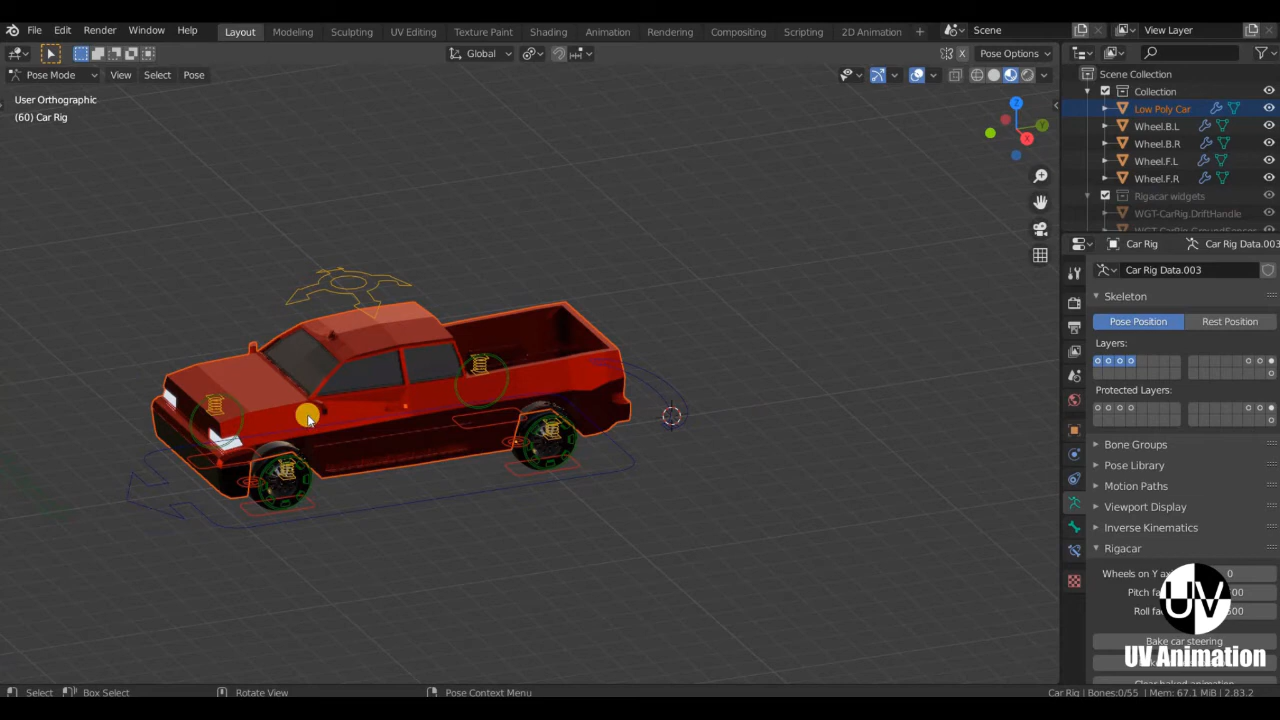 File Edit Render Window Help Layout Modeling Sculpting UV Editing Texture Paint Shading Animation Rendering Compositing Scripting 2D Animation + Scene View Layer
Global Pose Options
Pose Mode View Select Pose
User Orthographic
(60) Car Rig
Z
Y
X
Scene Collection
Collection
Low Poly Car
Wheel.B.L
Wheel.B.R
Wheel.F.L
Wheel.F.R
Rigacar widgets
WGT-CarRig.DriftHandle
Car Rig Car Rig Data.003
Car Rig Data.003
Skeleton
Pose Position Rest Position
Layers:
Protected Layers:
Bone Groups
Pose Library
Motion Paths
Viewport Display
Inverse Kinematics
Rigacar
Wheels on Y 0
Pitch
Roll
Bake car steering
UV
UV Animation
Clear baked animation
Select Box Select Rotate View Pose Context Menu Car Rig | Bones:0/55 | Mem: 67.1 MiB | 2.83.2